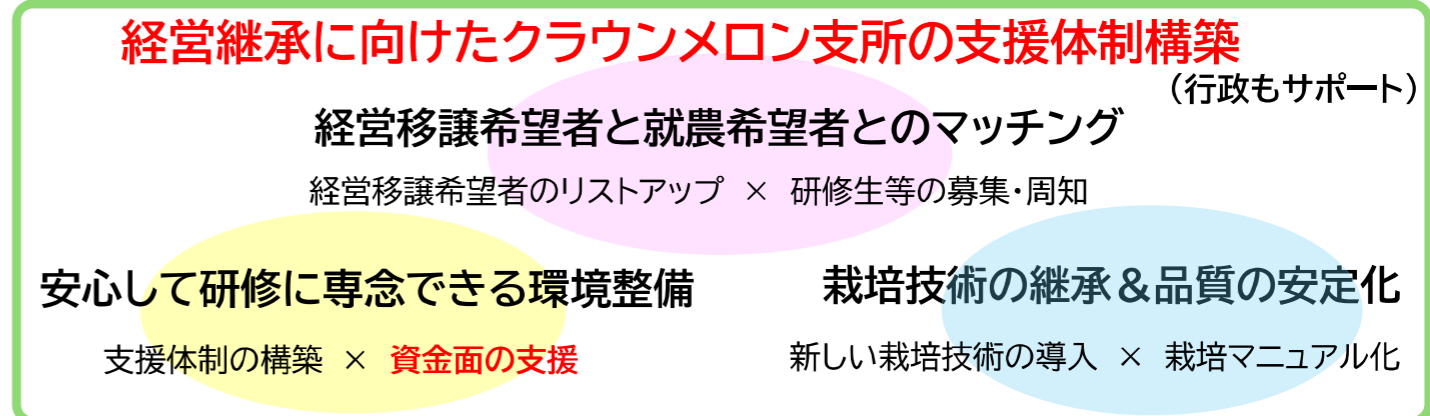 経営継承に向けたクラウンメロン支所の支援体制構築
（行政もサポート）
経営移譲希望者と就農希望者とのマッチング
経営移譲希望者のリストアップ × 研修生等の募集・周知
安心して研修に専念できる環境整備
支援体制の構築 × 資金面の支援
栽培技術の継承＆品質の安定化
新しい栽培技術の導入 × 栽培マニュアル化